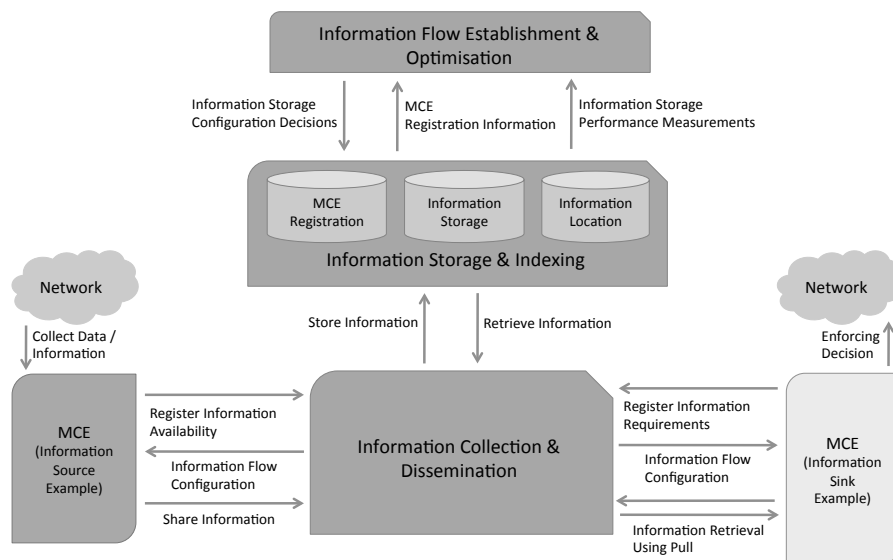 Information Flow Establishment &
Optimisation
Information Storage
Configuration Decisions
MCE
Registration Information
Information Storage
Performance Measurements
MCE
Registration
Information
Storage
Information
Location
Information Storage & Indexing
Network
Network
Store Information
Retrieve Information
Collect Data /
Information
Enforcing
Decision
MCE
(Information
Source
Example)
Register Information
Availability
Information Flow
Configuration
Share Information
Information Collection &
Dissemination
Register Information
Requirements
Information Flow
Configuration
Information Retrieval
Using Pull
MCE
(Information
Sink
Example)